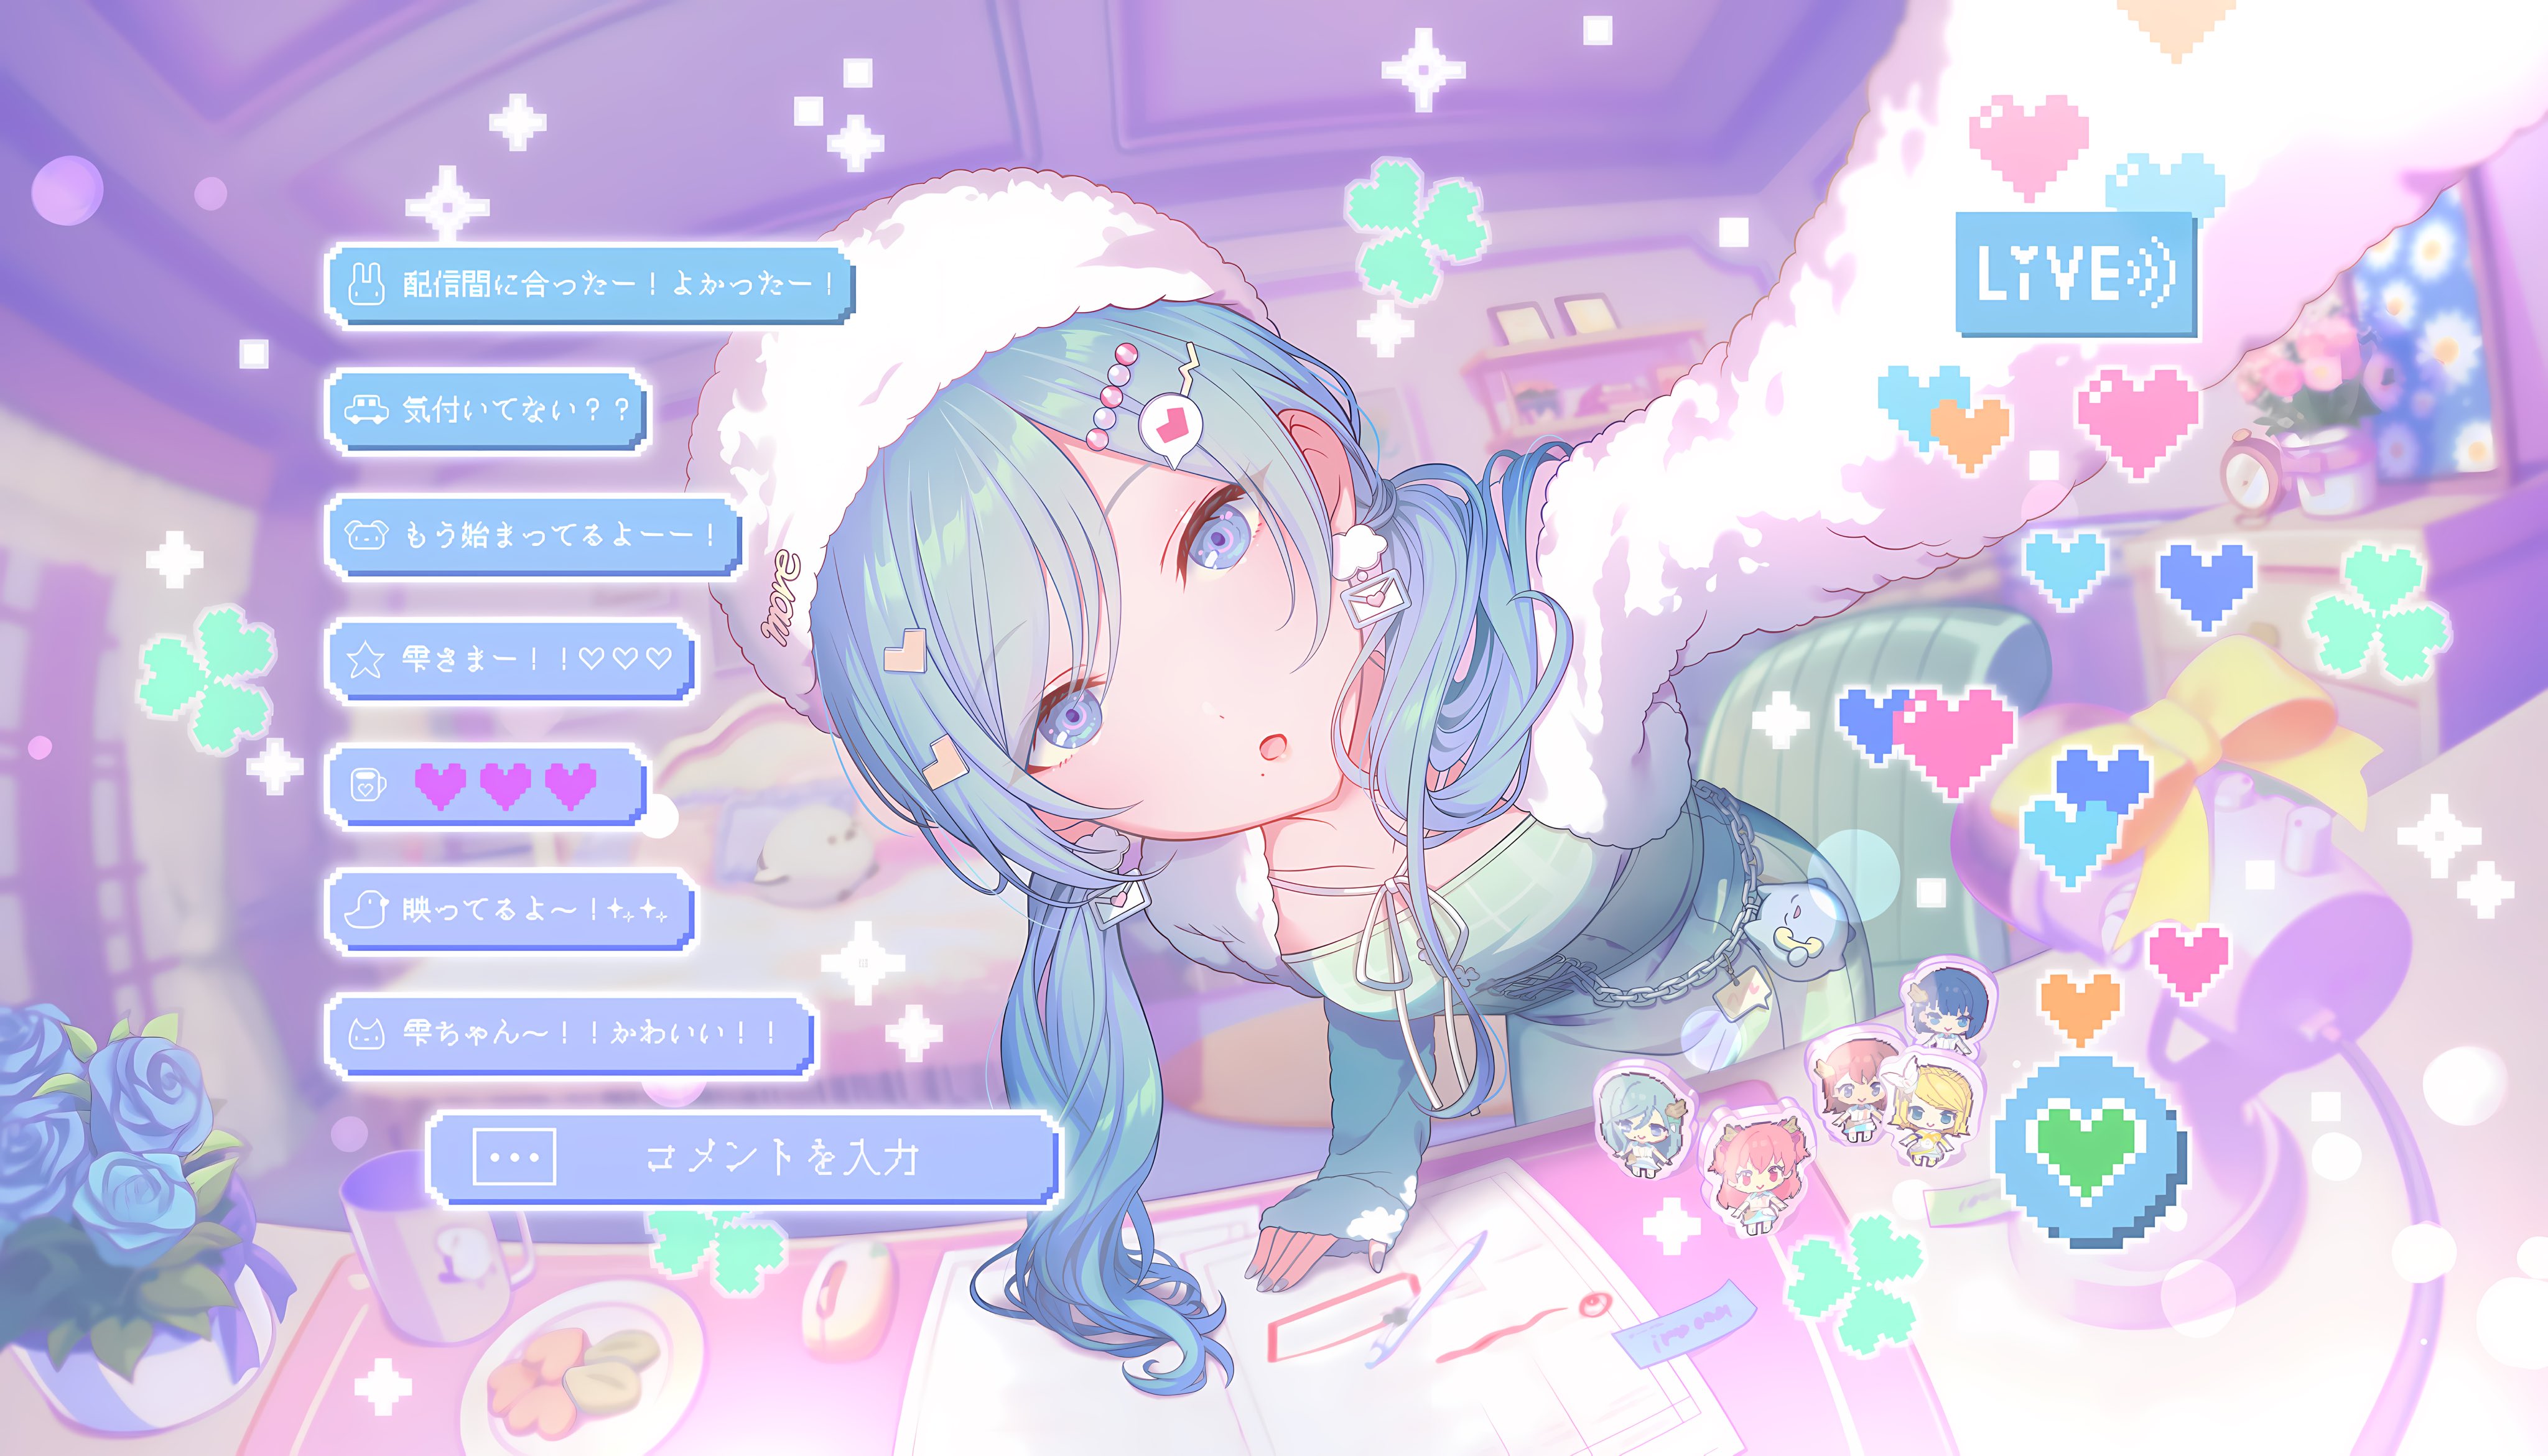 配信間に合ったー！よかったー！
LIVE
気付いてない？？
もう始まってるよーー！
雫さまー！！♡♡♡
映ってるよ～！✦✧✦✧
雫ちゃん～！！かわいい！！
コメントを入力